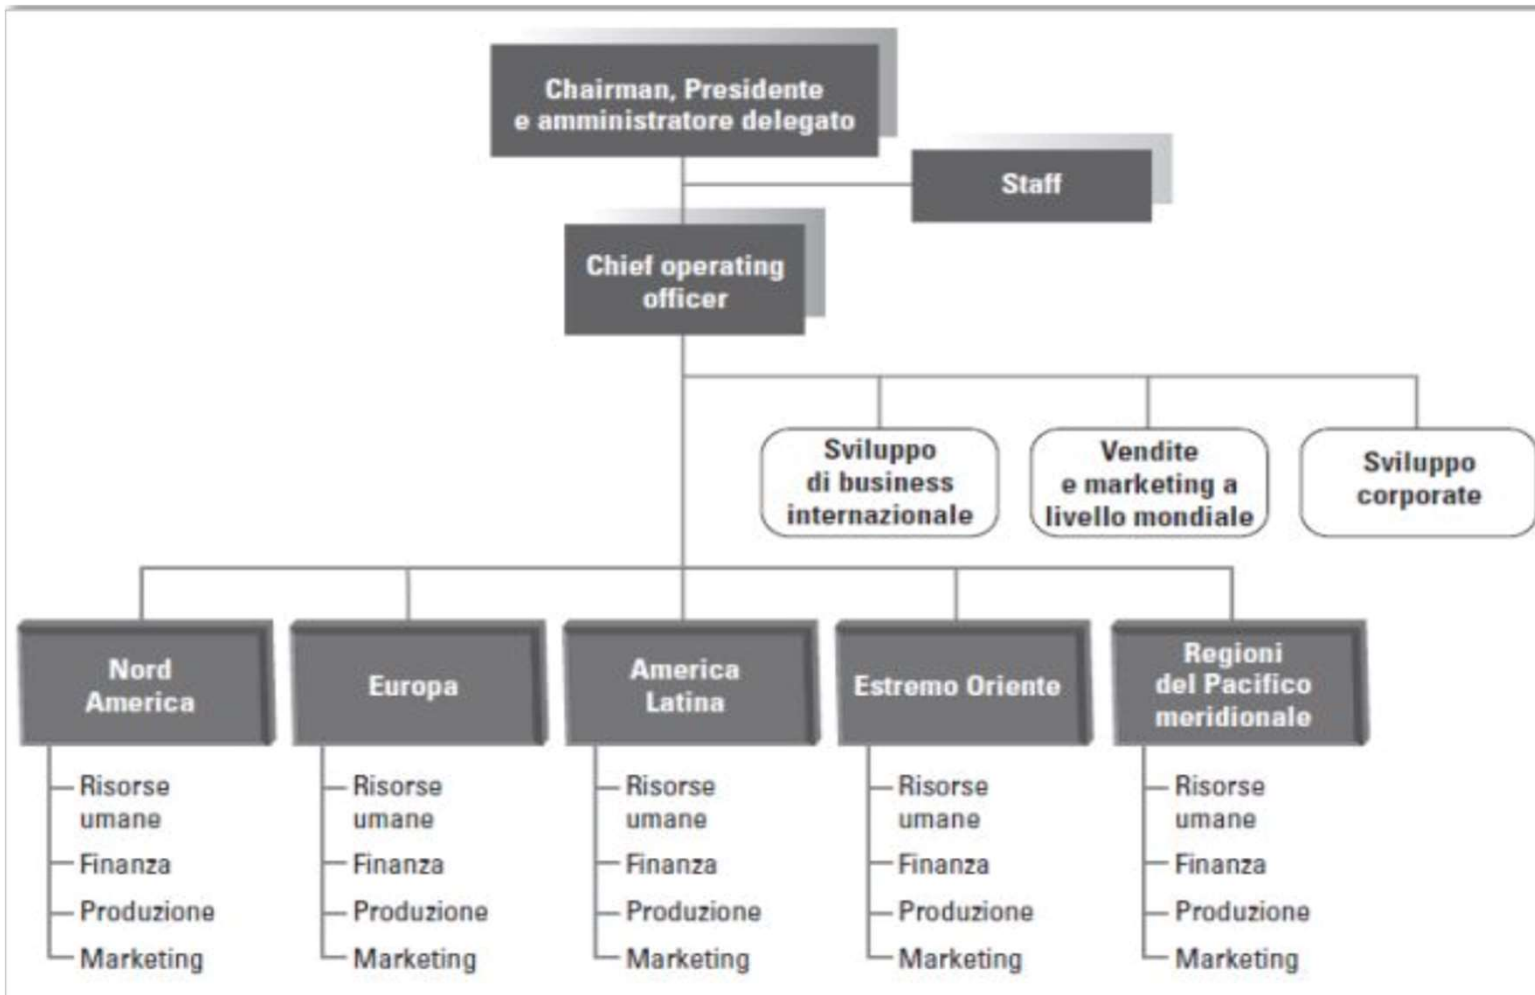 Chairman, Presidente
e amministratore delegato
Staff
Chief operating
officer
Sviluppo
di business
internazionale
Vendite
e marketing a
livello mondiale
Sviluppo
corporate
Nord
America
Europa
America
Latina
Estremo Oriente
Regioni
del Pacifico
meridionale
Risorse
umane
Finanza
Produzione
Marketing
Risorse
umane
Finanza
Produzione
Marketing
Risorse
umane
Finanza
Produzione
Marketing
Risorse
umane
Finanza
Produzione
Marketing
Risorse
umane
Finanza
Produzione
Marketing